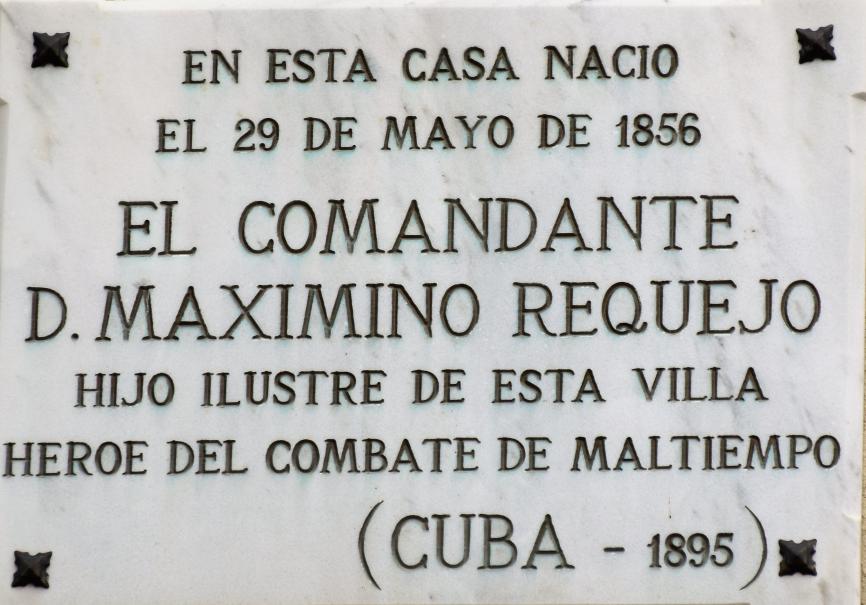 EN ESTA CASA NACIO
EL 29 DE MAYO DE 1856
EL COMANDANTE
D. MAXIMINO REQUEJO
HIJO ILUSTRE DE ESTA VILLA
HEROE DEL COMBATE DE MALTIEMPO
(CUBA - 1895)